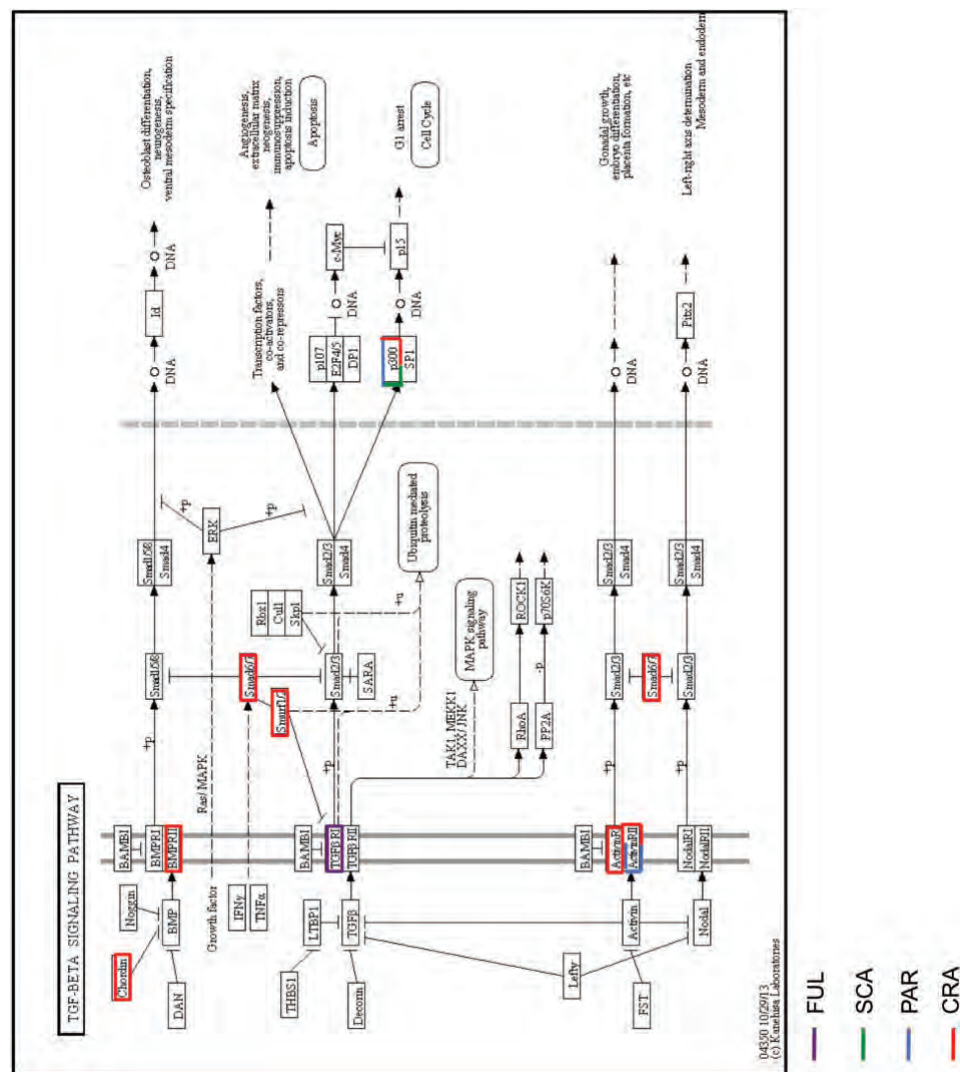 TGF-BETA SIGNALING PATHWAY
Chordin
Noggin
BAMBI
DAN
BMP
BMPRI
BMPRII
+p
Smad1/5/8
Smad1/5/8
Smad4
DNA
Id
DNA
Osteoblast differentiation,
neurogenesis,
ventral mesoderm specification
Growth factor
Ras/MAPK
ERK
+p
+p
IFNγ
TNFα
Smad6/7
Smurf1/2
Rbx1
Cul1
Skp1
THBS1
LTBP1
BAMBI
Decorin
TGFβ
TGFβ RI
TGFβ RII
+p
Smad2/3
SARA
Smad2/3
Smad4
+u
+u
Ubiquitin mediated
proteolysis
Transcription factors,
co-activators,
and co-repressors
Angiogenesis,
extracellular matrix
neogenesis,
immunosuppression,
apoptosis induction
Apoptosis
p107
E2F4/5
DP1
DNA
c-Myc
p300
SP1
DNA
p15
G1 arrest
Cell Cycle
TAK1, MEKK1
DAXX/JNK
MAPK signaling
pathway
RhoA
ROCK1
PP2A
-p
p70S6K
Lefty
FST
BAMBI
Activin
ActivinRI
ActivinRII
+p
Smad2/3
Smad2/3
Smad4
DNA
Gonadal growth,
embryo differentiation,
placenta formation, etc
Smad6/7
Nodal
NodalRI
NodalRII
+p
Smad2/3
Smad2/3
Smad4
DNA
Pitx2
Left-right axis determination
Mesoderm and endoderm
04350 10/29/13
(c) Kanehisa Laboratories
FUL
SCA
PAR
CRA